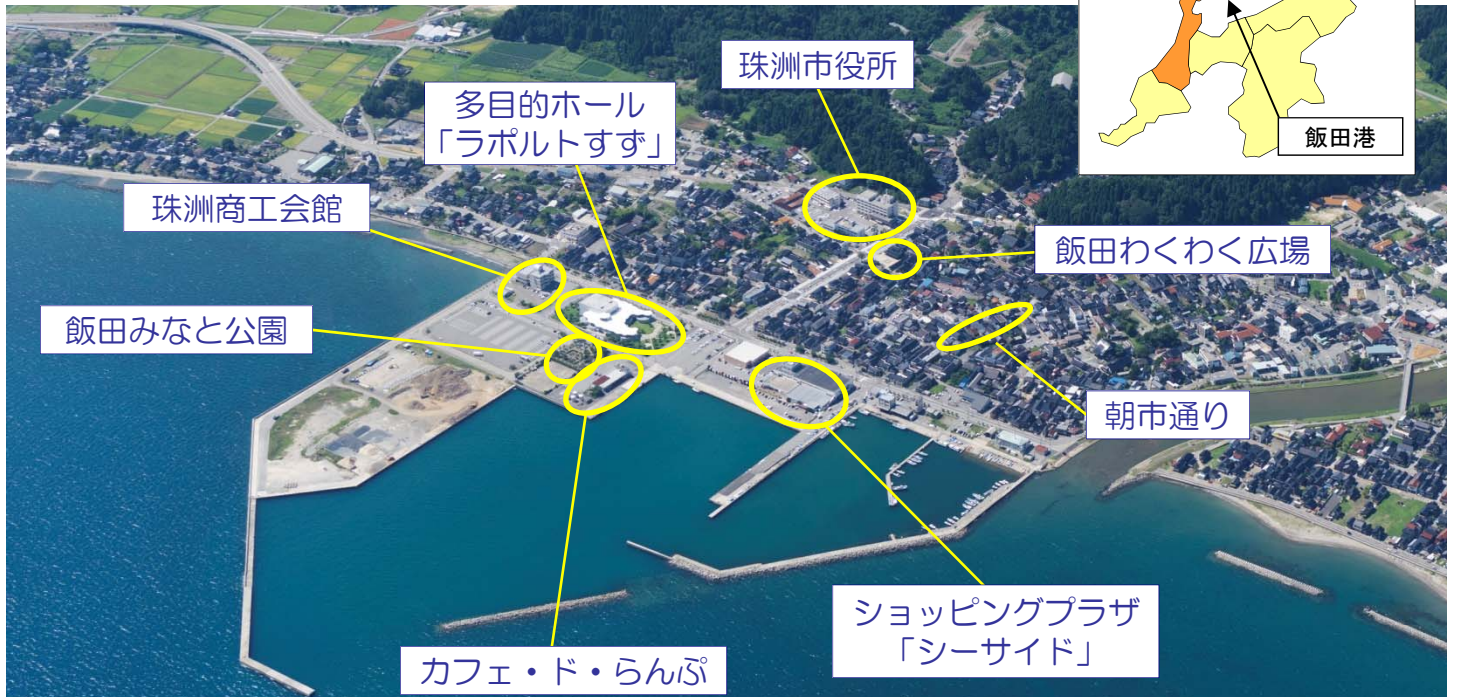 飯田港
珠洲市役所
多目的ホール
「ラポルトすず」
珠洲商工会館
飯田わくわく広場
飯田みなと公園
朝市通り
ショッピングプラザ
「シーサイド」
カフェ・ド・らんぷ